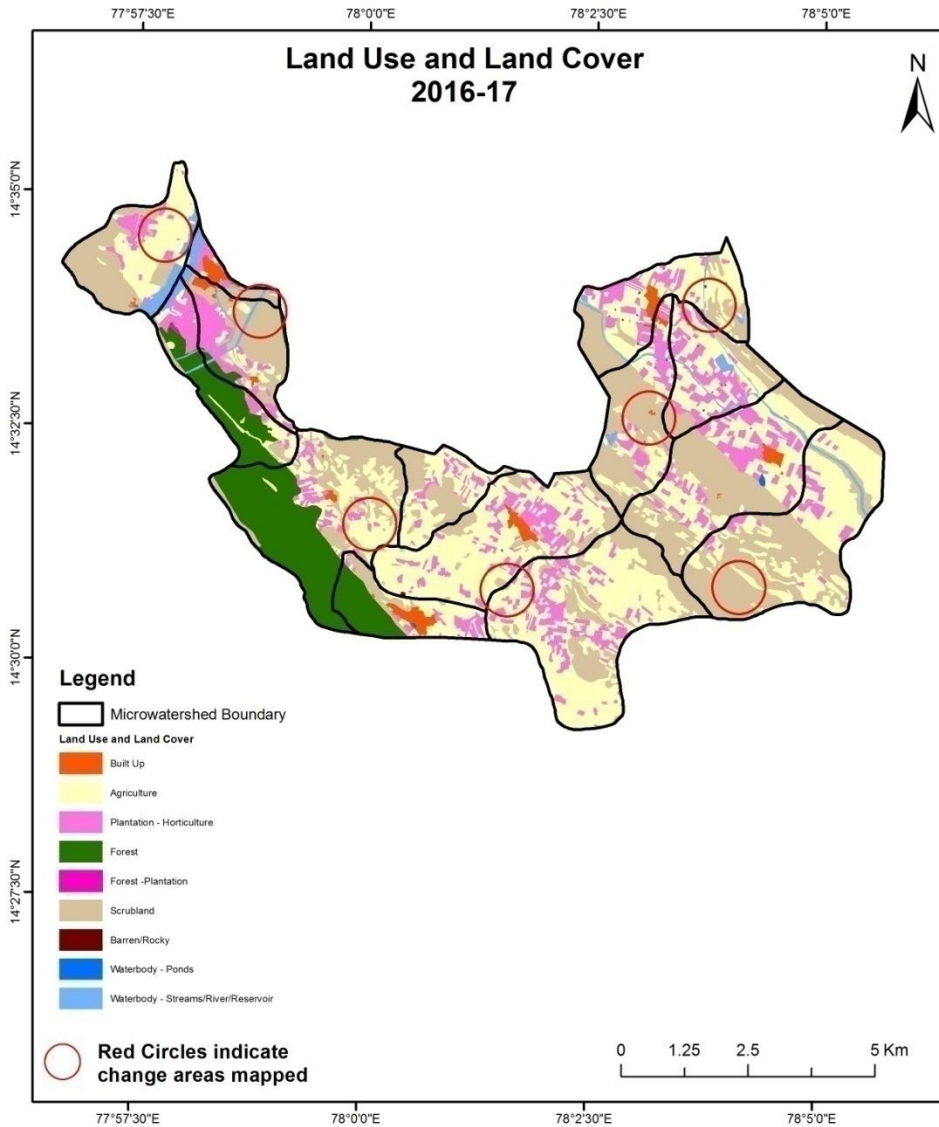 77°57'30"E 78°0'0"E 78°2'30"E 78°5'0"E
Land Use and Land Cover
2016-17
N
14°35'0"N
14°32'30"N
14°30'0"N
14°27'30"N
Legend
Microwatershed Boundary
Land Use and Land Cover
Built Up
Agriculture
Plantation - Horticulture
Forest
Forest -Plantation
Scrubland
Barren/Rocky
Waterbody - Ponds
Waterbody - Streams/River/Reservoir
Red Circles indicate
change areas mapped
0 1.25 2.5 5 Km
77°57'30"E 78°0'0"E 78°2'30"E 78°5'0"E